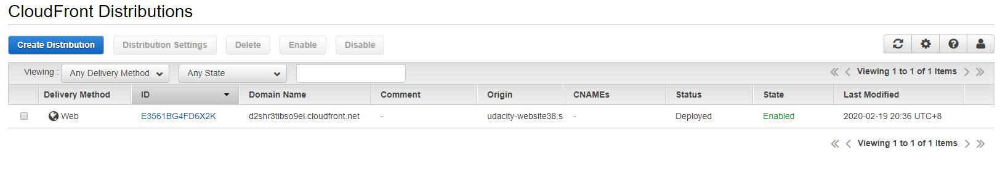 CloudFront Distributions
Create Distribution Distribution Settings Delete Enable Disable
Viewing : Any Delivery Method Any State Viewing 1 to 1 of 1 Items
Delivery Method ID Domain Name Comment Origin CNAMEs Status State Last Modified
Web E3561BG4FD6X2K d2shr3tibso9ei.cloudfront.net - udacity-website38.s - Deployed Enabled 2020-02-19 20:36 UTC+8
Viewing 1 to 1 of 1 Items